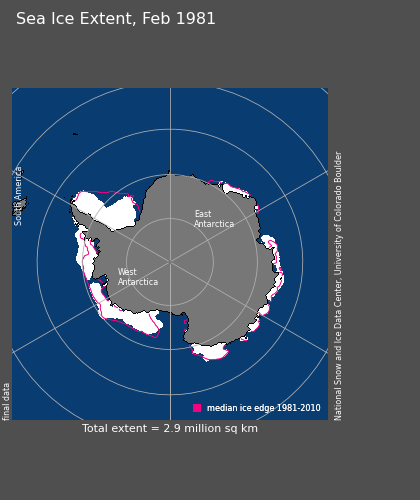 Sea Ice Extent, Feb 1981
South America
East
Antarctica
West
Antarctica
National Snow and Ice Data Center, University of Colorado Boulder
final data
median ice edge 1981-2010
Total extent = 2.9 million sq km